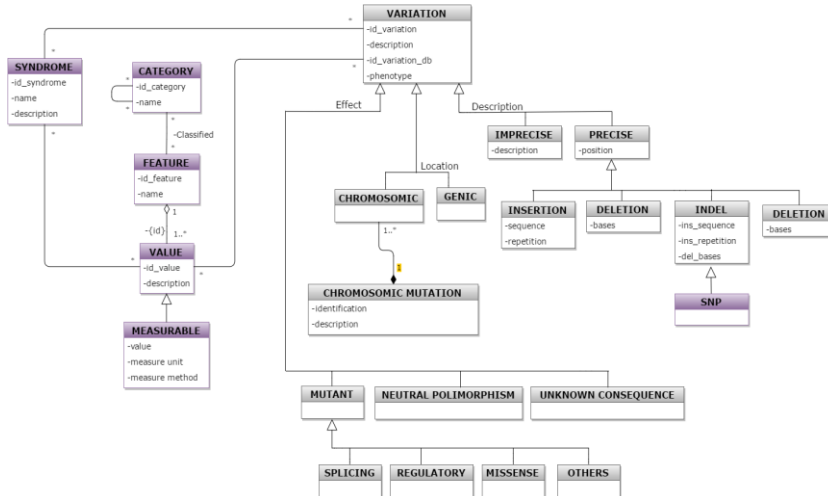 VARIATION
-id_variation
-description
-id_variation_db
-phenotype
*
*
*
*
SYNDROME
-id_syndrome
-name
-description
*
CATEGORY
-id_category
-name
*
*
*
-Classified
*
FEATURE
-id_feature
-name
1
-{id}
1..*
VALUE
-id_value
-description
*
*
MEASURABLE
-value
-measure unit
-measure method
Effect
Description
IMPRECISE
-description
PRECISE
-position
Location
CHROMOSOMIC
GENIC
1..*
1
CHROMOSOMIC MUTATION
-identification
-description
INSERTION
-sequence
-repetition
DELETION
-bases
INDEL
-ins_sequence
-ins_repetition
-del_bases
DELETION
-bases
SNP
MUTANT
NEUTRAL POLIMORPHISM
UNKNOWN CONSEQUENCE
SPLICING
REGULATORY
MISSENSE
OTHERS